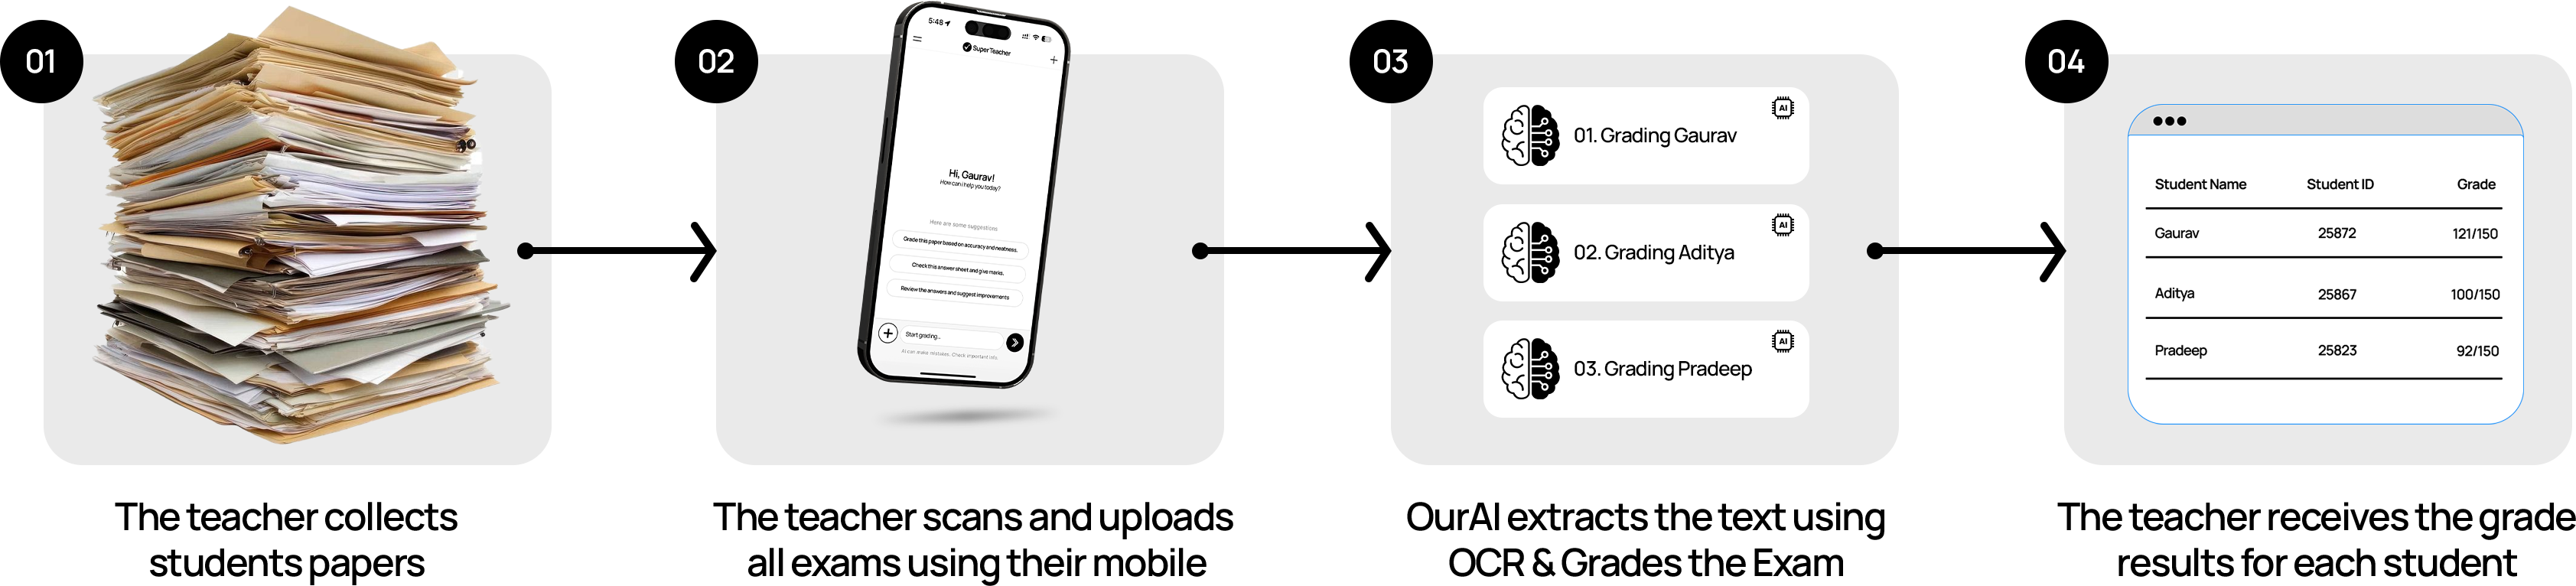 01
The teacher collects
students papers
02
5:48
SuperTeacher
Hi, Gaurav!
How can i help you today?
Here are some suggestions
Grade this paper based on accuracy and neatness.
Check this answer sheet and give marks.
Review the answers and suggest improvements
Start grading...
AI can make mistakes. Check important info.
The teacher scans and uploads
all exams using their mobile
03
AI
01. Grading Gaurav
AI
02. Grading Aditya
AI
03. Grading Pradeep
OurAI extracts the text using
OCR & Grades the Exam
04
Student Name Student ID Grade
Gaurav 25872 121/150
Aditya 25867 100/150
Pradeep 25823 92/150
The teacher receives the grade
results for each student